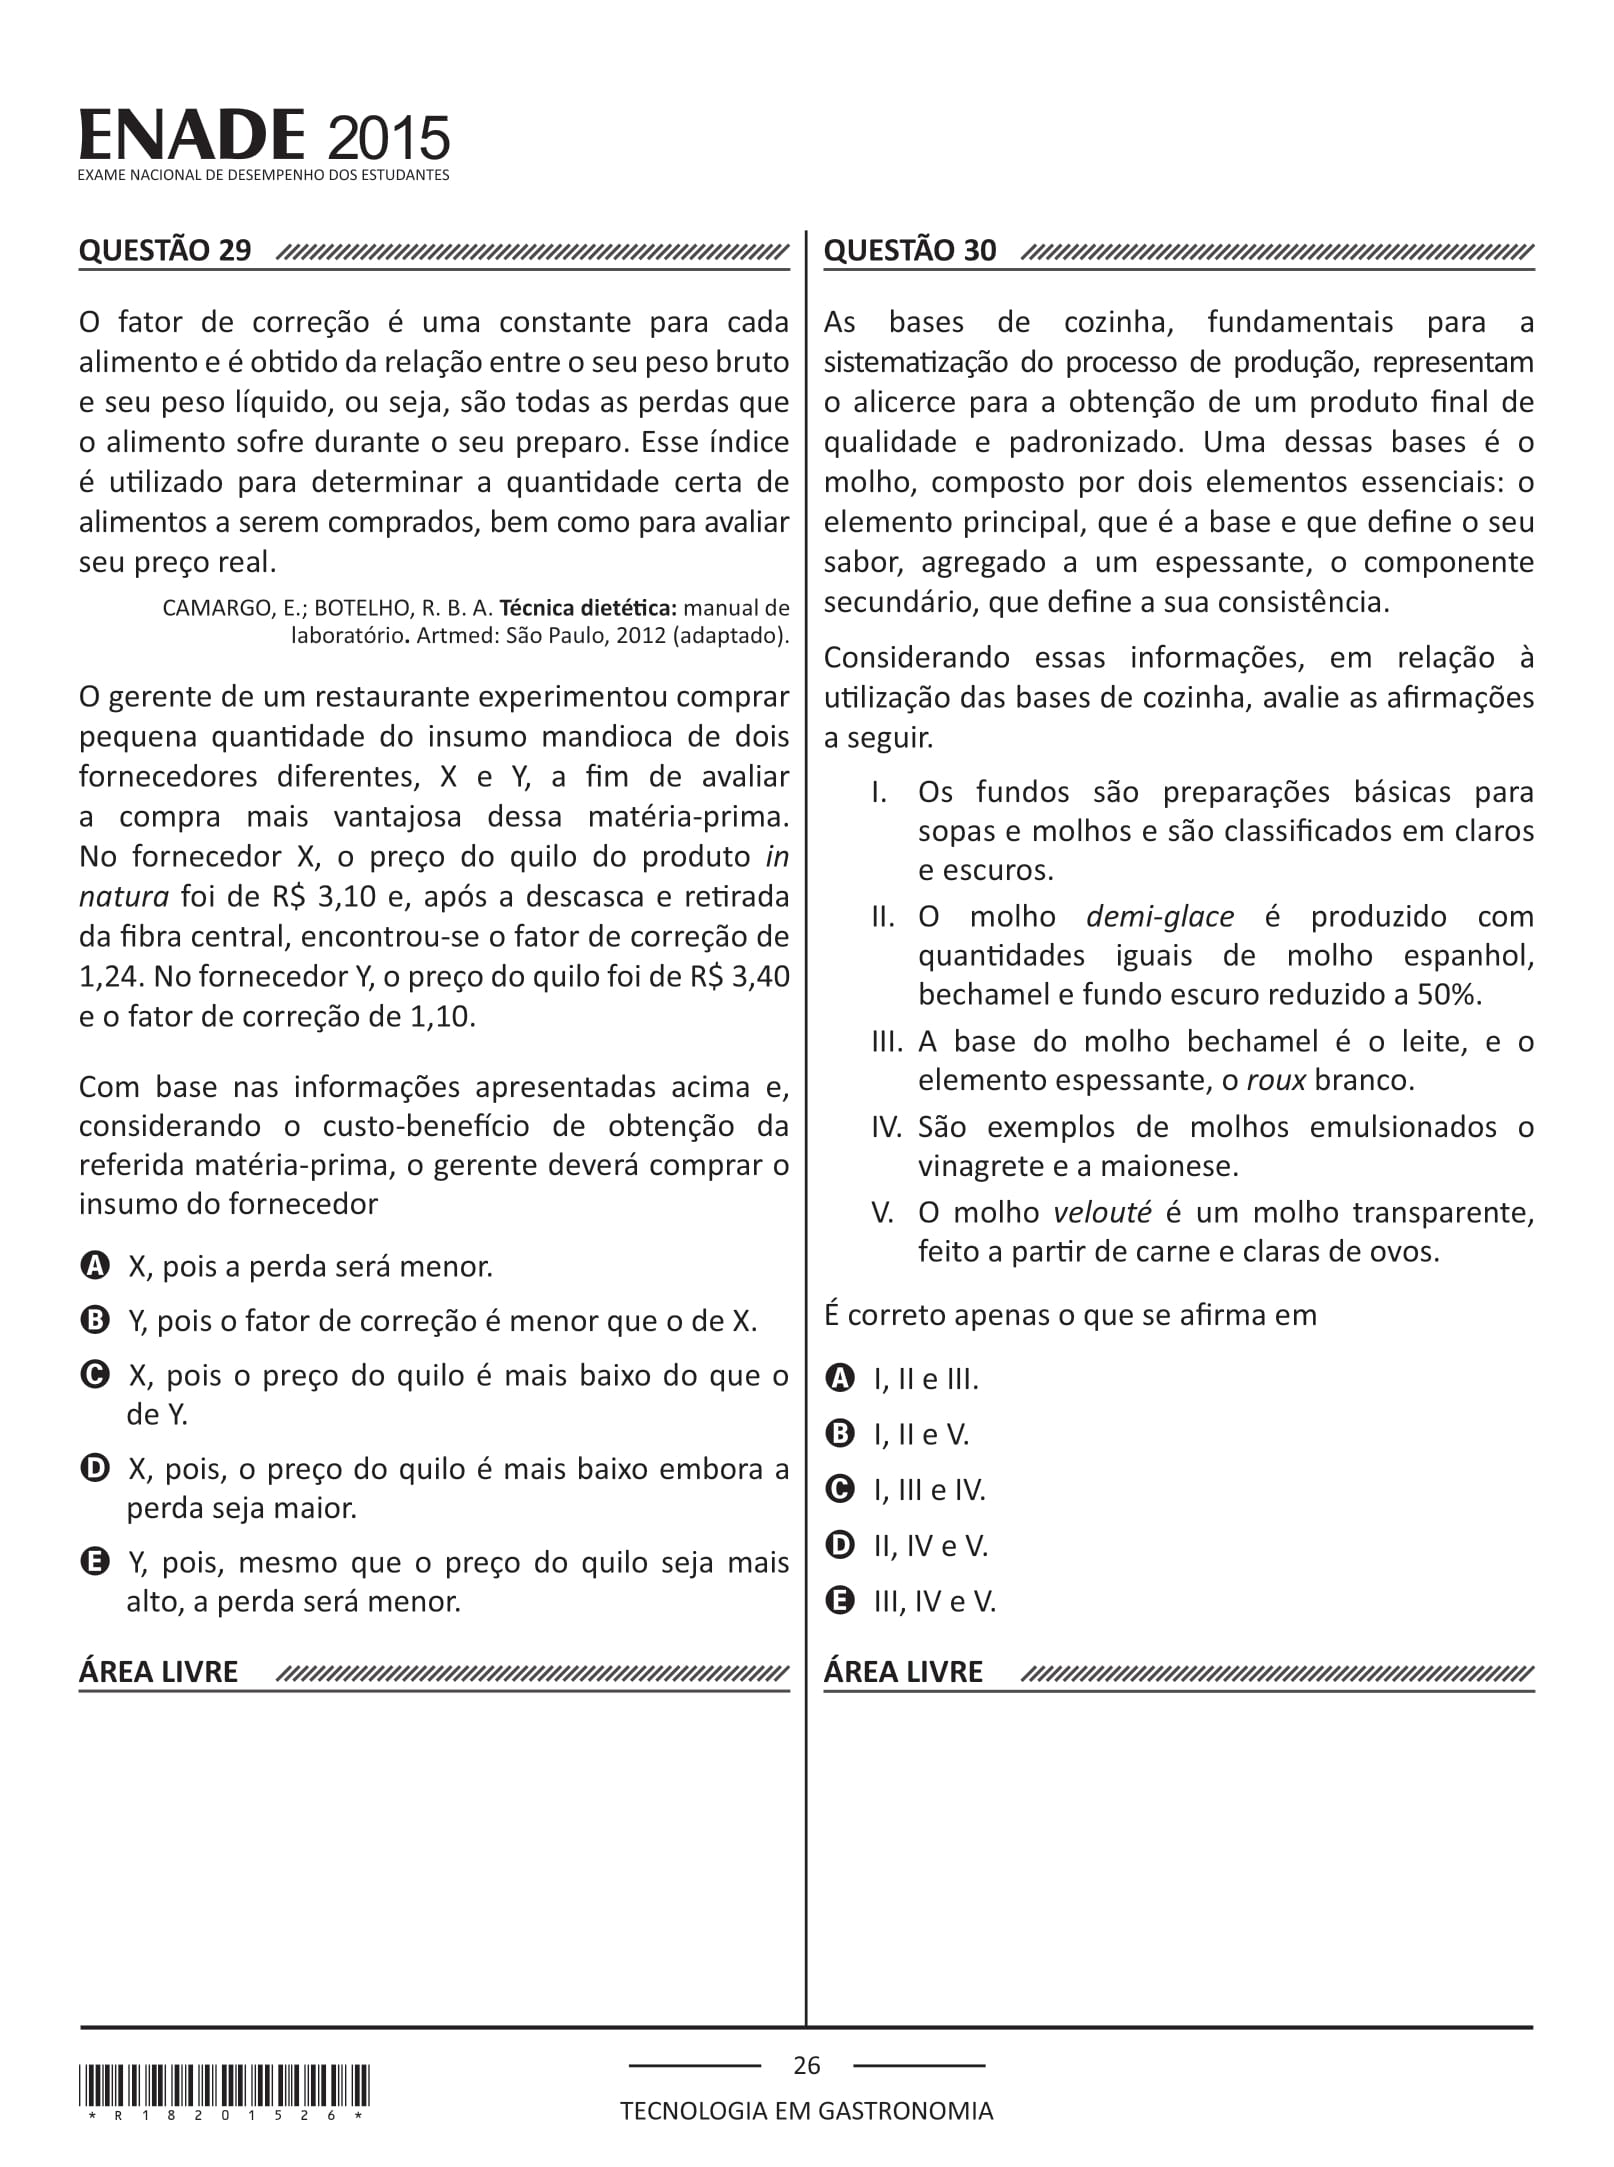 ENADE 2015
EXAME NACIONAL DE DESEMPENHO DOS ESTUDANTES
QUESTÃO 29
O fator de correção é uma constante para cada
alimento e é obtido da relação entre o seu peso bruto
e seu peso líquido, ou seja, são todas as perdas que
o alimento sofre durante o seu preparo. Esse índice
é utilizado para determinar a quantidade certa de
alimentos a serem comprados, bem como para avaliar
seu preço real.
CAMARGO, E.; BOTELHO, R. B. A. Técnica dietética: manual de
laboratório. Artmed: São Paulo, 2012 (adaptado).
O gerente de um restaurante experimentou comprar
pequena quantidade do insumo mandioca de dois
fornecedores diferentes, X e Y, a fim de avaliar
a compra mais vantajosa dessa matéria-prima.
No fornecedor X, o preço do quilo do produto in
natura foi de R$ 3,10 e, após a descasca e retirada
da fibra central, encontrou-se o fator de correção de
1,24. No fornecedor Y, o preço do quilo foi de R$ 3,40
e o fator de correção de 1,10.
Com base nas informações apresentadas acima e,
considerando o custo-benefício de obtenção da
referida matéria-prima, o gerente deverá comprar o
insumo do fornecedor
A X, pois a perda será menor.
B Y, pois o fator de correção é menor que o de X.
C X, pois o preço do quilo é mais baixo do que o
de Y.
D X, pois, o preço do quilo é mais baixo embora a
perda seja maior.
E Y, pois, mesmo que o preço do quilo seja mais
alto, a perda será menor.
ÁREA LIVRE
QUESTÃO 30
As bases de cozinha, fundamentais para a
sistematização do processo de produção, representam
o alicerce para a obtenção de um produto final de
qualidade e padronizado. Uma dessas bases é o
molho, composto por dois elementos essenciais: o
elemento principal, que é a base e que define o seu
sabor, agregado a um espessante, o componente
secundário, que define a sua consistência.
Considerando essas informações, em relação à
utilização das bases de cozinha, avalie as afirmações
a seguir.
I. Os fundos são preparações básicas para
sopas e molhos e são classificados em claros
e escuros.
II. O molho demi-glace é produzido com
quantidades iguais de molho espanhol,
bechamel e fundo escuro reduzido a 50%.
III. A base do molho bechamel é o leite, e o
elemento espessante, o roux branco.
IV. São exemplos de molhos emulsionados o
vinagrete e a maionese.
V. O molho velouté é um molho transparente,
feito a partir de carne e claras de ovos.
É correto apenas o que se afirma em
A I, II e III.
B I, II e V.
C I, III e IV.
D II, IV e V.
E III, IV e V.
ÁREA LIVRE
*R18201526*
26
TECNOLOGIA EM GASTRONOMIA